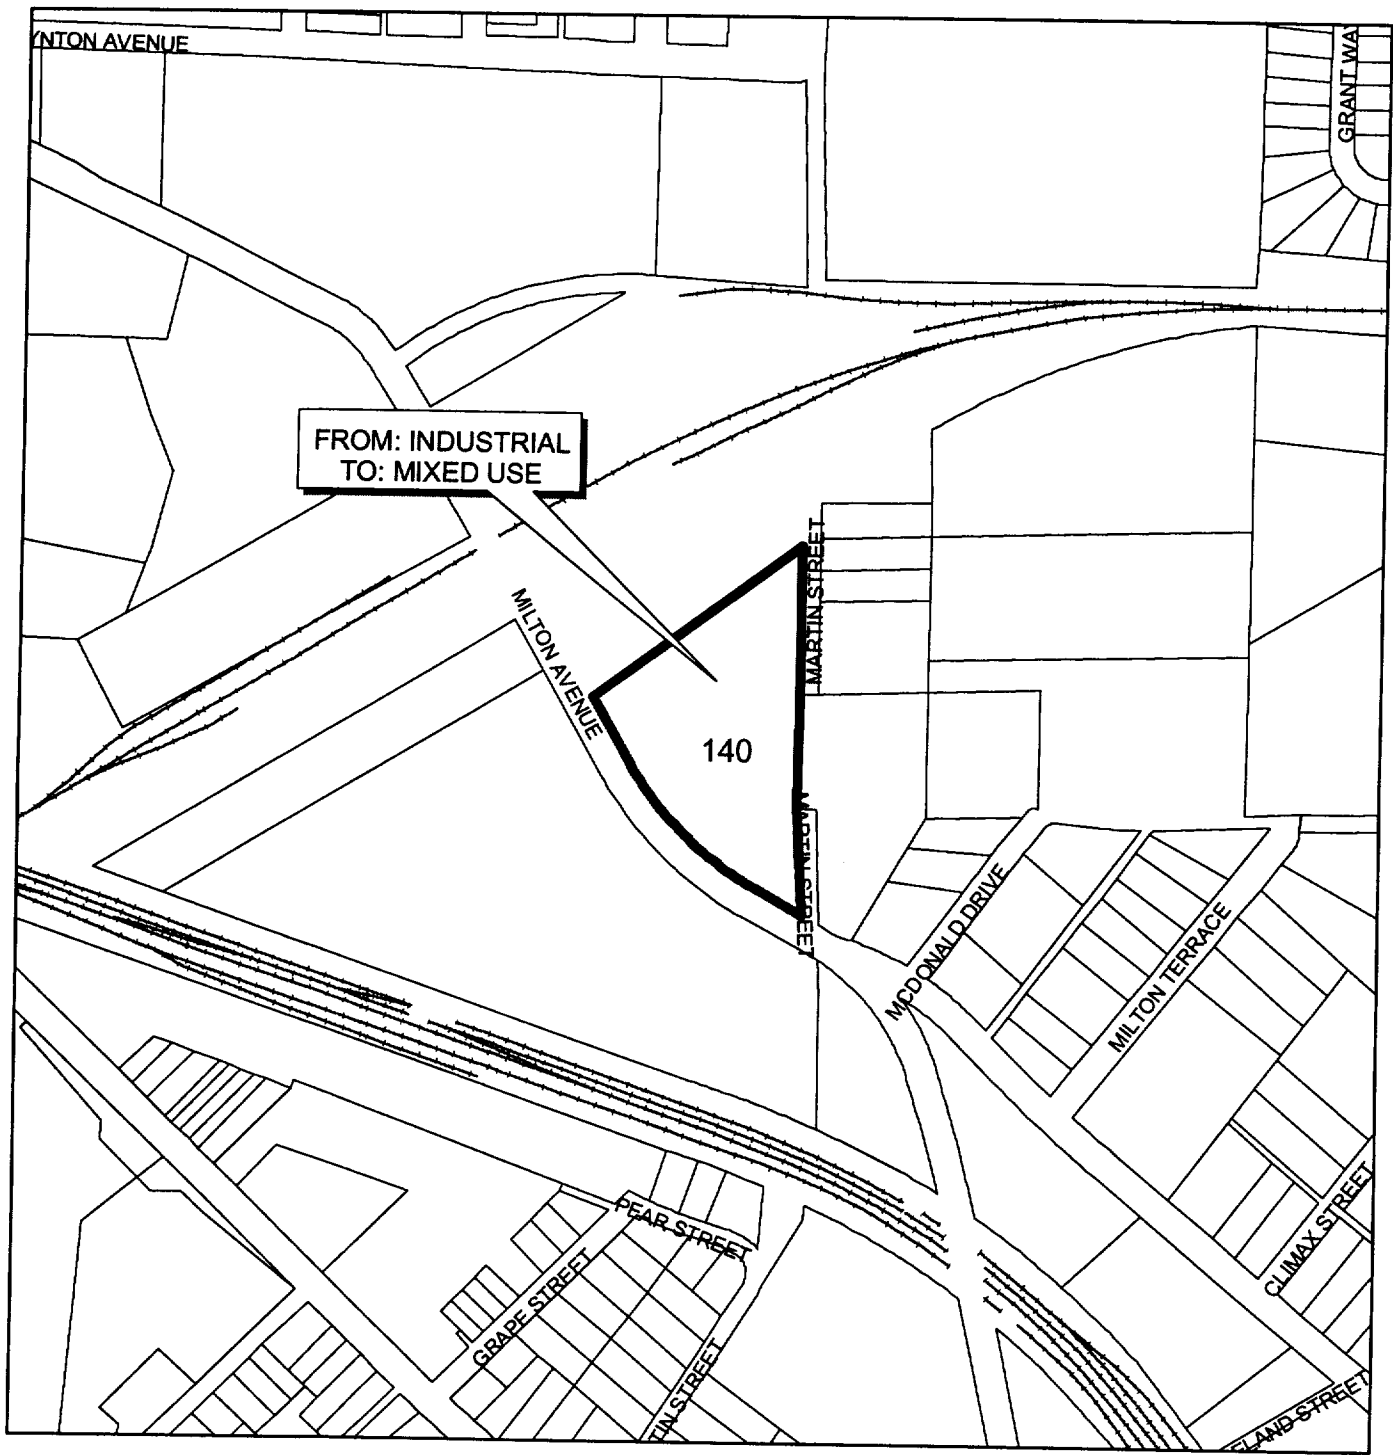 YNTON AVENUE
GRANT WAY
FROM: INDUSTRIAL
TO: MIXED USE
MARTIN STREET
MILTON AVENUE
140
MARTIN STREET
MCDONALD DRIVE
MILTON TERRACE
PEAR STREET
GRAPE STREET
CLIMAX STREET
TIN STREET
ELAND STREET